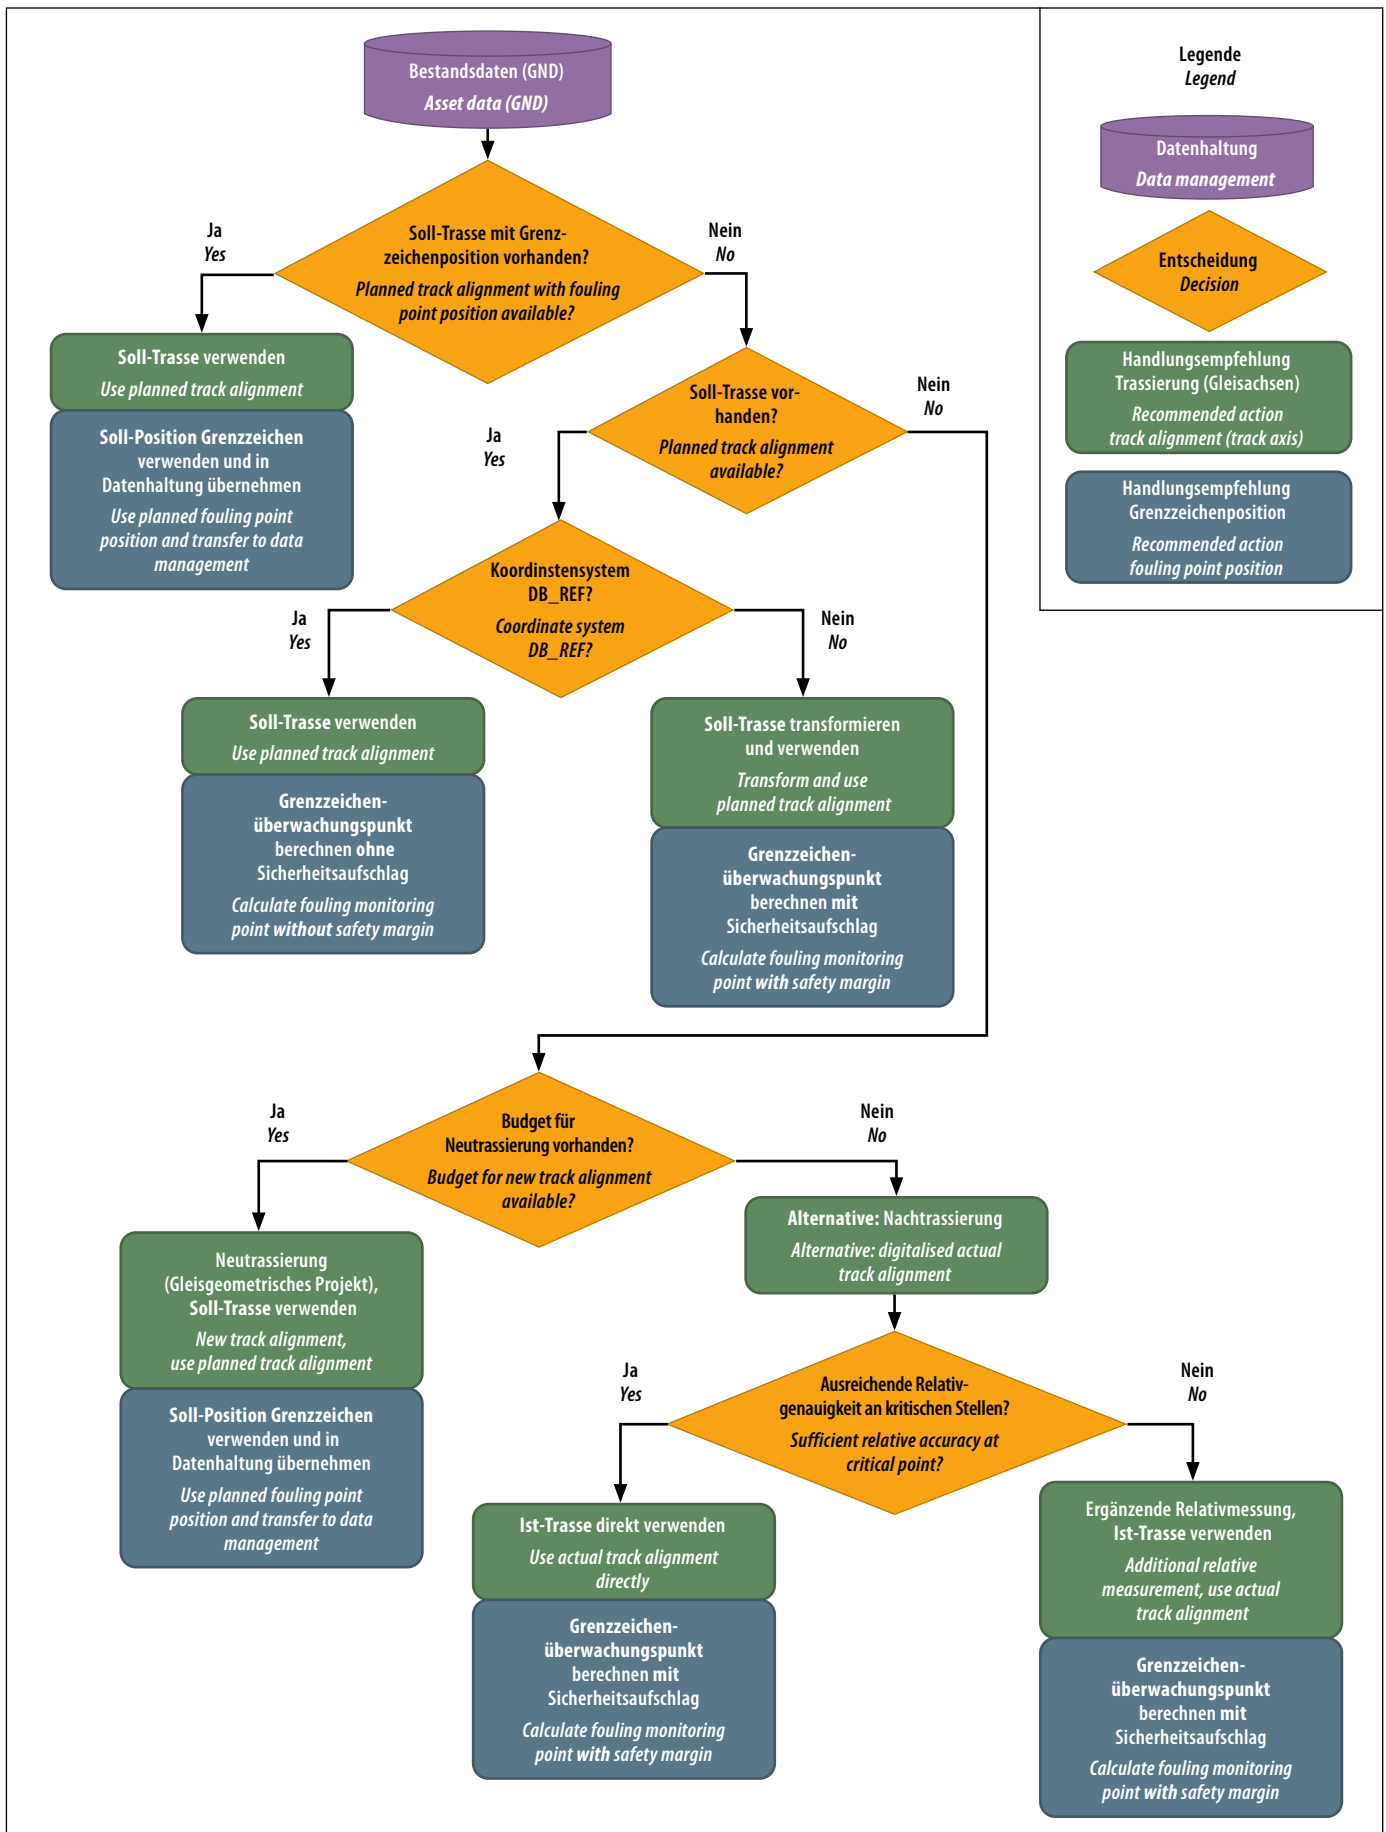 Bestandsdaten (GND)
Asset data (GND)
Legende
Legend
Datenhaltung
Data management
Entscheidung
Decision
Handlungsempfehlung
Trassierung (Gleisachsen)
Recommended action
track alignment (track axis)
Handlungsempfehlung
Grenzzeichenposition
Recommended action
fouling point position
Soll-Trasse mit Grenz-
zeichenposition vorhanden?
Planned track alignment with fouling
point position available?
Ja
Yes
Nein
No
Soll-Trasse verwenden
Use planned track alignment
Soll-Position Grenzzeichen
verwenden und in
Datenhaltung übernehmen
Use planned fouling point
position and transfer to data
management
Soll-Trasse vor-
handen?
Planned track alignment
available?
Ja
Yes
Nein
No
Koordinstensystem
DB_REF?
Coordinate system
DB_REF?
Ja
Yes
Nein
No
Soll-Trasse verwenden
Use planned track alignment
Grenzzeichen-
überwachungspunkt
berechnen ohne
Sicherheitsaufschlag
Calculate fouling monitoring
point without safety margin
Soll-Trasse transformieren
und verwenden
Transform and use
planned track alignment
Grenzzeichen-
überwachungspunkt
berechnen mit
Sicherheitsaufschlag
Calculate fouling monitoring
point with safety margin
Budget für
Neutrassierung vorhanden?
Budget for new track alignment
available?
Ja
Yes
Nein
No
Neutrassierung
(Gleisgeometrisches Projekt),
Soll-Trasse verwenden
New track alignment,
use planned track alignment
Soll-Position Grenzzeichen
verwenden und in
Datenhaltung übernehmen
Use planned fouling point
position and transfer to data
management
Alternative: Nachtrassierung
Alternative: digitalised actual
track alignment
Ausreichende Relativ-
genauigkeit an kritischen Stellen?
Sufficient relative accuracy at
critical point?
Ja
Yes
Nein
No
Ist-Trasse direkt verwenden
Use actual track alignment
directly
Grenzzeichen-
überwachungspunkt
berechnen mit
Sicherheitsaufschlag
Calculate fouling monitoring
point with safety margin
Ergänzende Relativmessung,
Ist-Trasse verwenden
Additional relative
measurement, use actual
track alignment
Grenzzeichen-
überwachungspunkt
berechnen mit
Sicherheitsaufschlag
Calculate fouling monitoring
point with safety margin